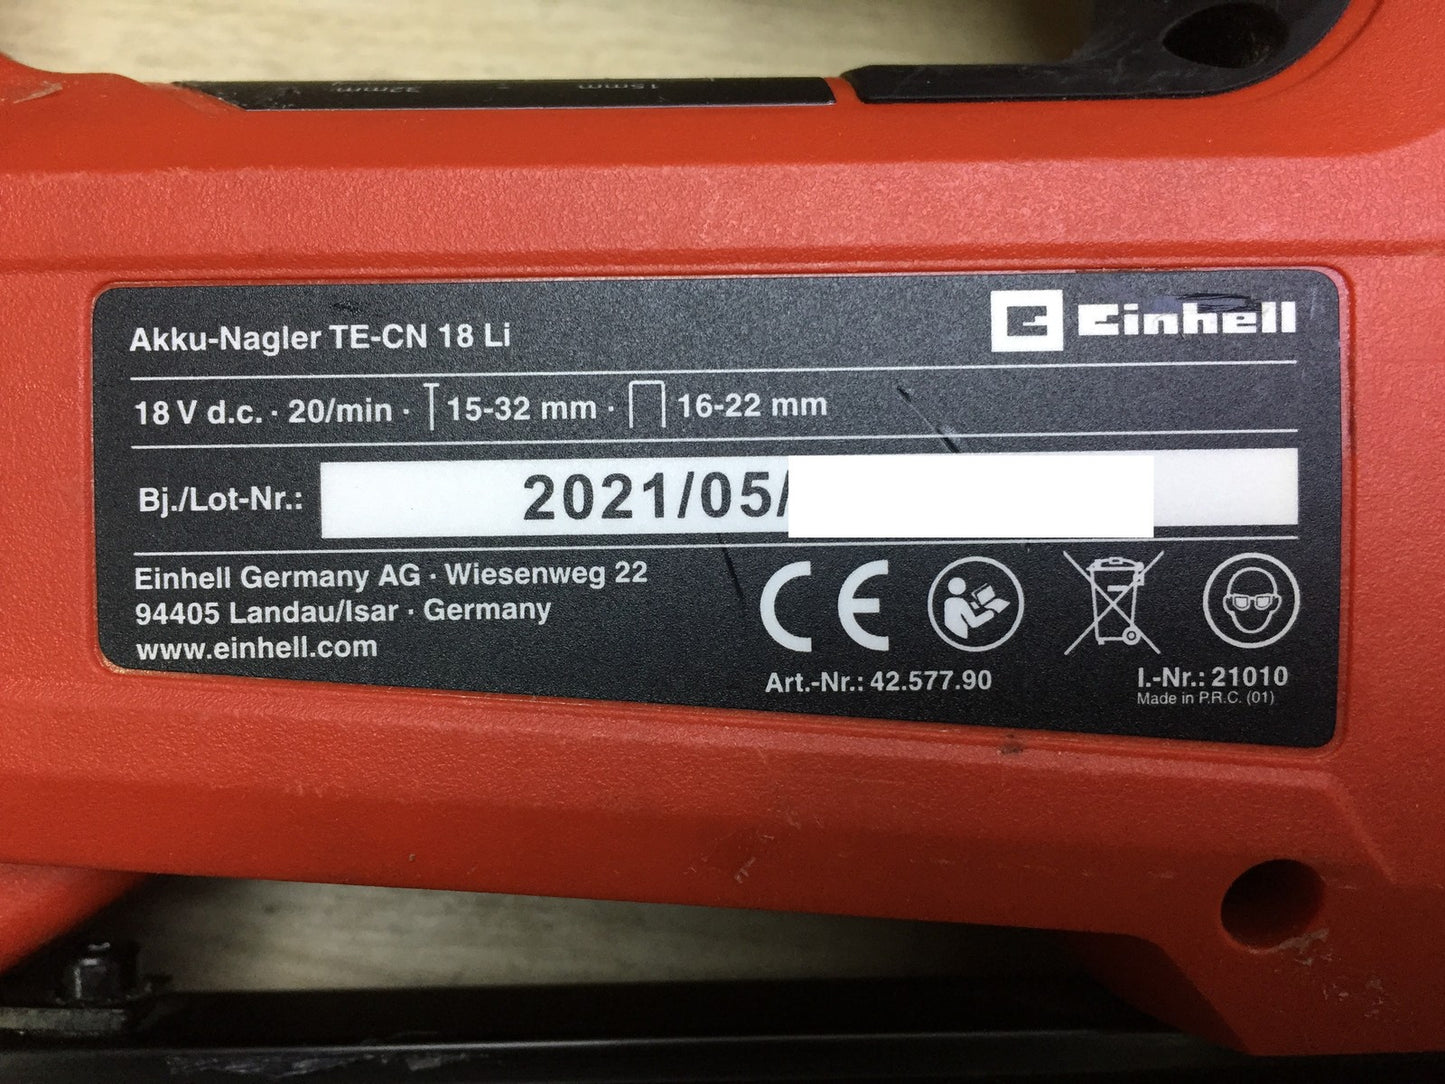 32mm 15mm
Akku-Nagler TE-CN 18 Li
Einhell
18 V d.c. · 20/min · 15-32 mm · 16-22 mm
Bj./Lot-Nr.: 2021/05/
Einhell Germany AG · Wiesenweg 22
94405 Landau/Isar · Germany
www.einhell.com
CE
Art.-Nr.: 42.577.90
I.-Nr.: 21010
Made in P.R.C. (01)